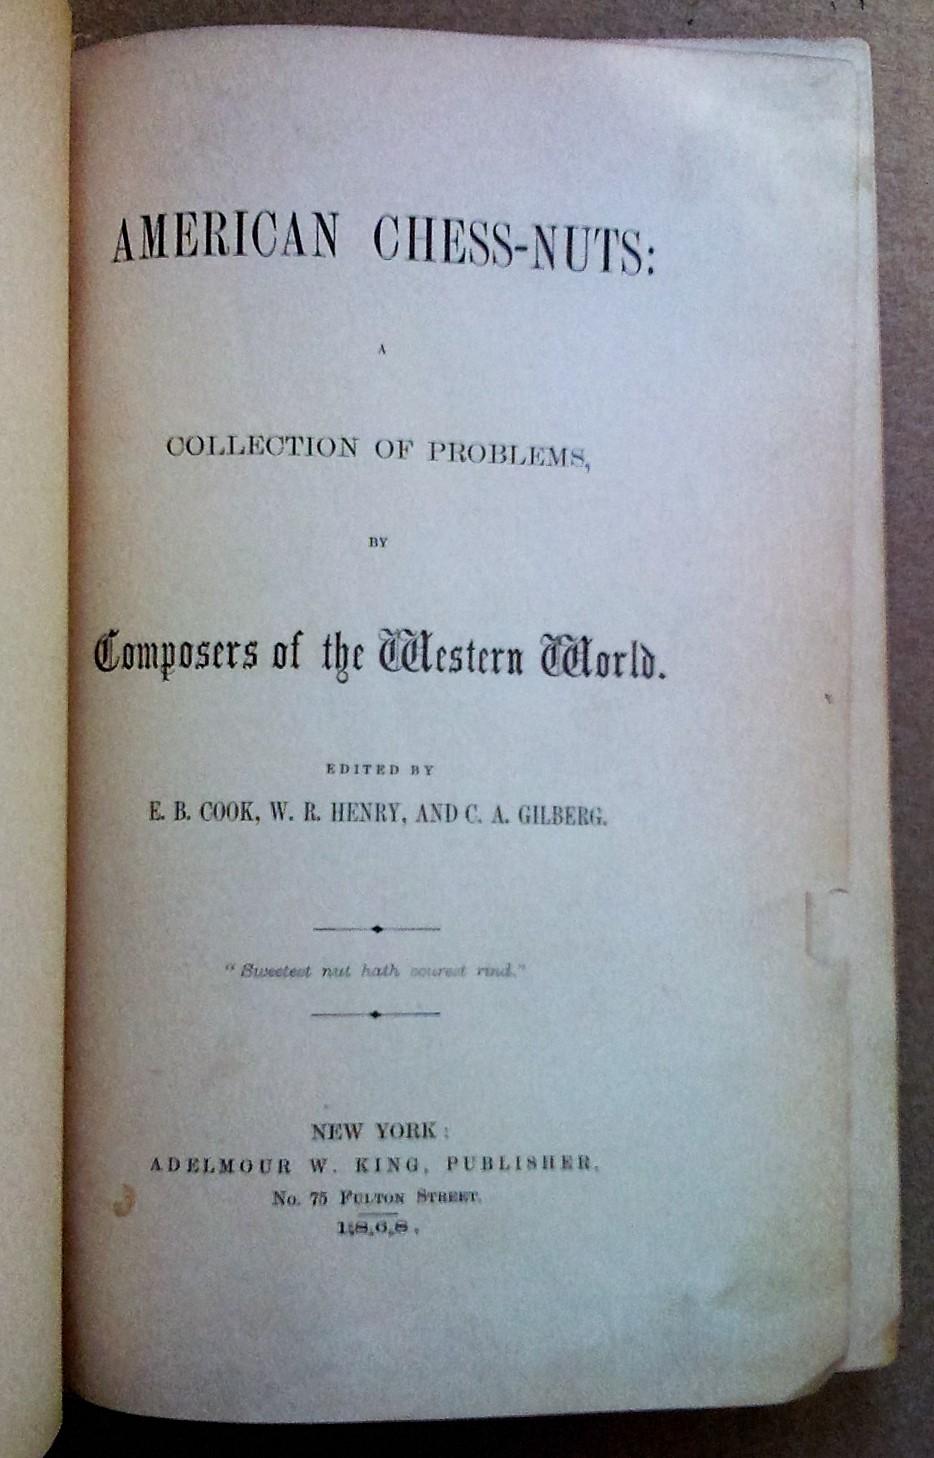 AMERICAN CHESS-NUTS:
A
COLLECTION OF PROBLEMS,
BY
Composers of the Western World.
EDITED BY
E. B. COOK, W. R. HENRY, AND C. A. GILBERG.
"Sweetest nut hath sourest rind."
NEW YORK:
ADELMOUR W. KING, PUBLISHER,
No. 75 FULTON STREET.
1868.